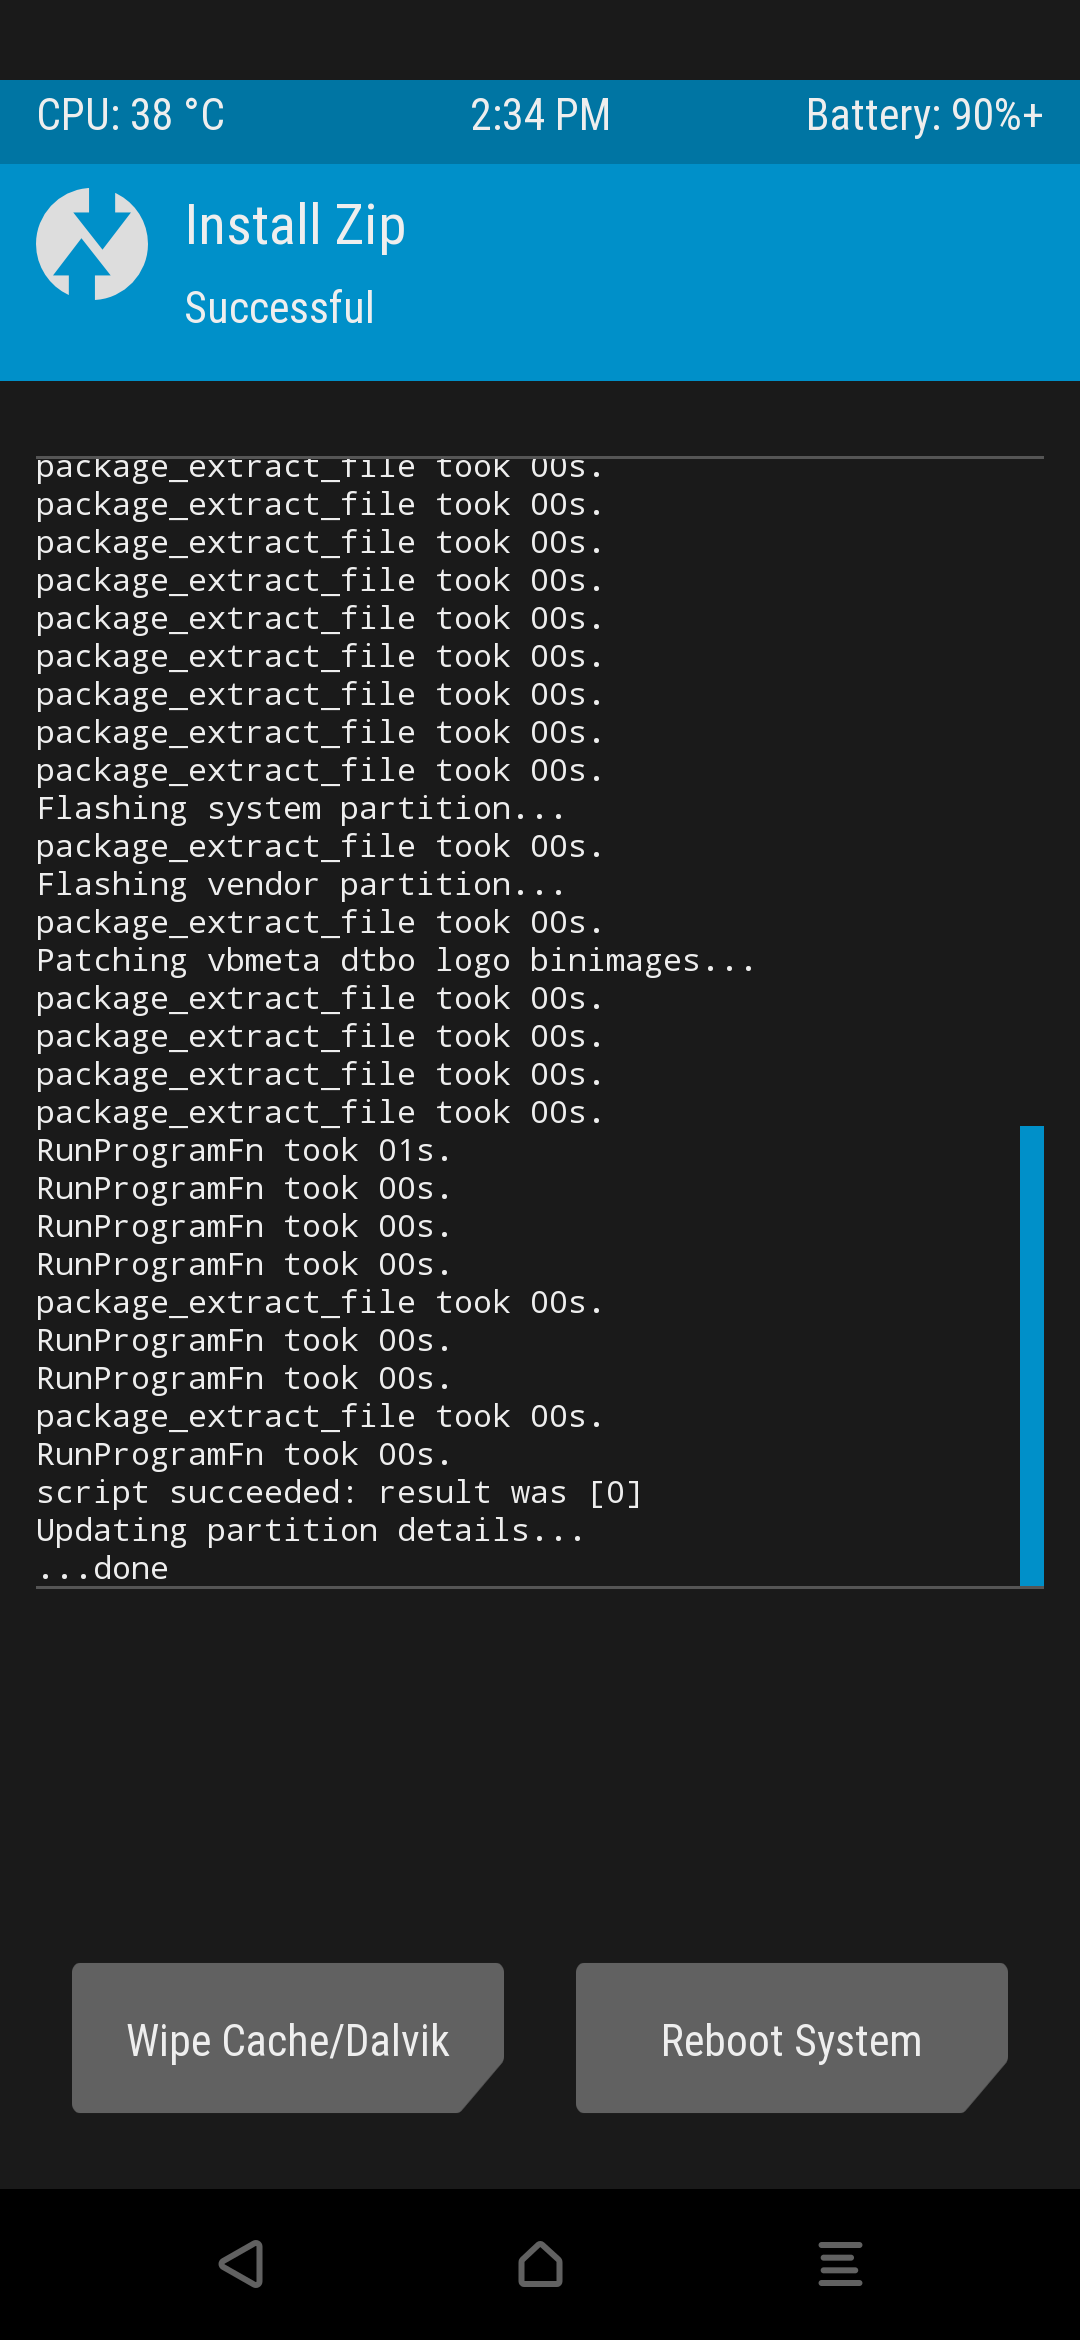 CPU: 38 °C 2:34 PM Battery: 90%+
Install Zip
Successful
package_extract_file took 00s.
package_extract_file took 00s.
package_extract_file took 00s.
package_extract_file took 00s.
package_extract_file took 00s.
package_extract_file took 00s.
package_extract_file took 00s.
package_extract_file took 00s.
package_extract_file took 00s.
Flashing system partition...
package_extract_file took 00s.
Flashing vendor partition...
package_extract_file took 00s.
Patching vbmeta dtbo logo binimages...
package_extract_file took 00s.
package_extract_file took 00s.
package_extract_file took 00s.
package_extract_file took 00s.
RunProgramFn took 01s.
RunProgramFn took 00s.
RunProgramFn took 00s.
RunProgramFn took 00s.
package_extract_file took 00s.
RunProgramFn took 00s.
RunProgramFn took 00s.
package_extract_file took 00s.
RunProgramFn took 00s.
script succeeded: result was [0]
Updating partition details...
...done
Wipe Cache/Dalvik
Reboot System